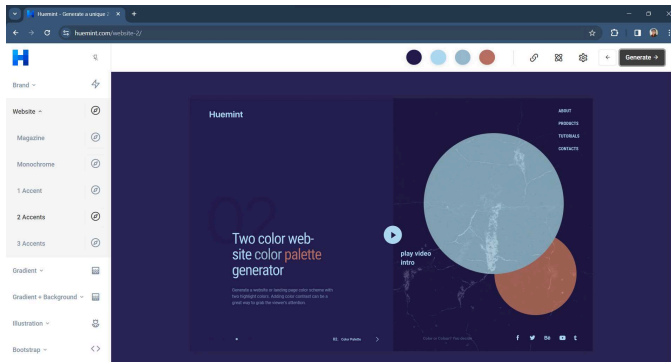 Huemint - Generate a unique
huemint.com/website-2/
Generate →
Brand
Website
Magazine
Monochrome
1 Accent
2 Accents
3 Accents
Gradient
Gradient + Background
Illustration
Bootstrap
Huemint
ABOUT
PRODUCTS
TUTORIALS
CONTACTS
02
Two color web-
site color palette
generator
Generate a website or landing page color scheme with
two highlight colors. Adding color contrast can be a
great way to grab the viewer's attention.
play video
intro
02 Color Palette
f Be t